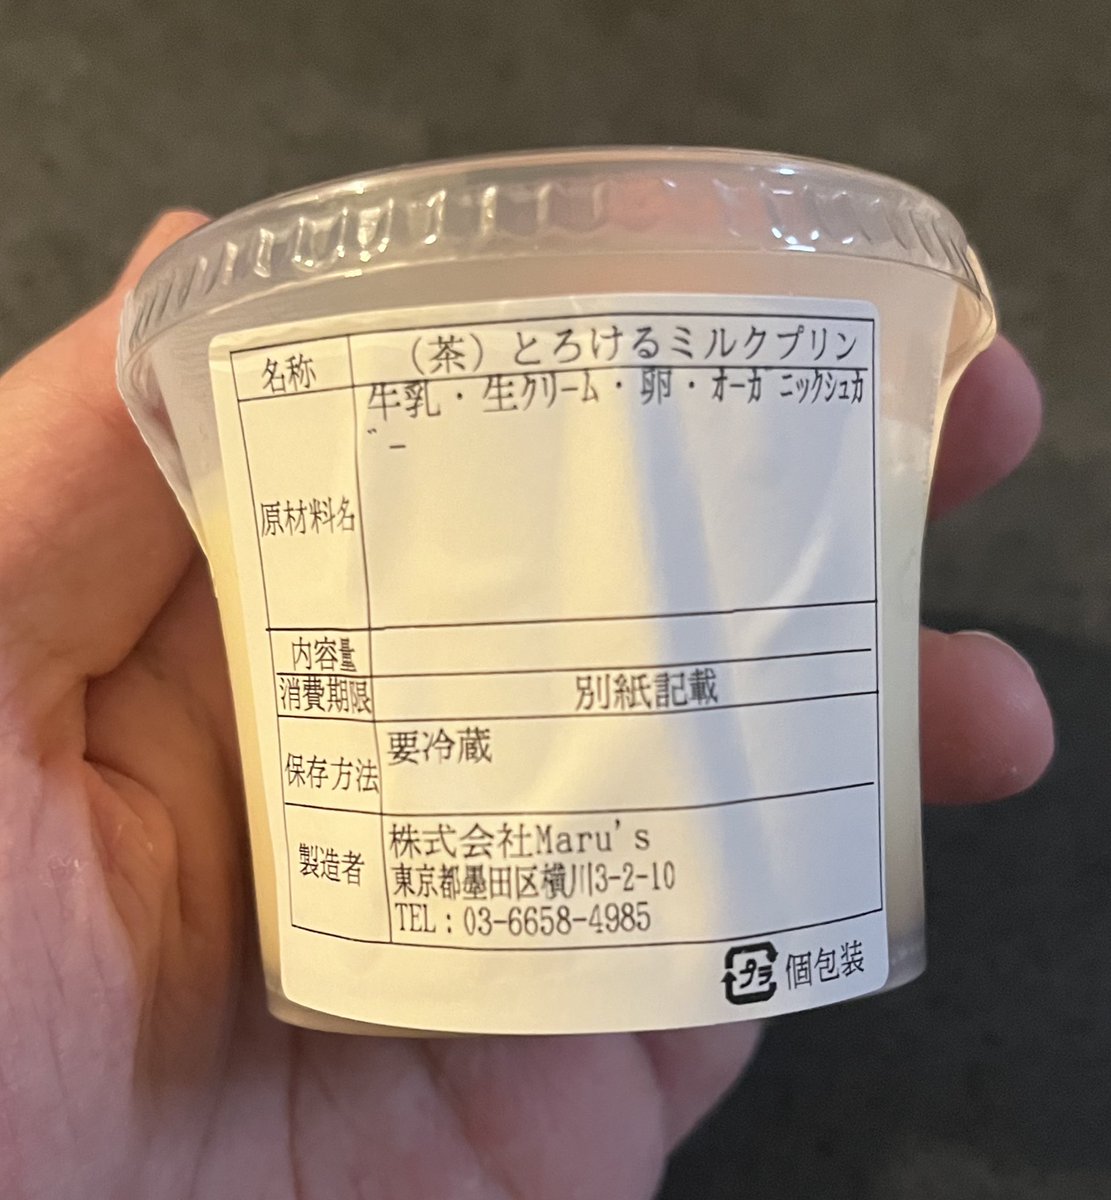 名称 （茶）とろけるミルクプリン
原材料名 牛乳・生ｸﾘｰﾑ・卵・ｵｰｶﾞﾆｯｸｼｭｶ
ﾞｰ
内容量
消費期限 別紙記載
保存方法 要冷蔵
製造者 株式会社Maru's
東京都墨田区横川3-2-10
TEL：03-6658-4985
プラ 個包装